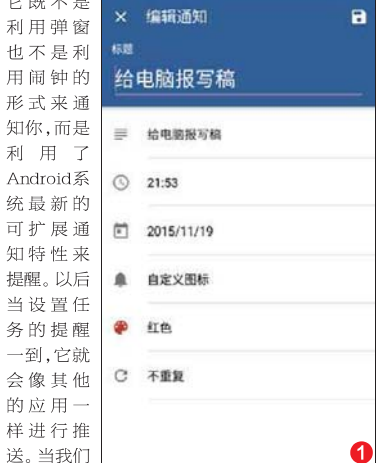 它既不是
利用弹窗
也不是利
用闹钟的
形式来通
知你，而是
利用了
Android系
统最新的
可扩展通
知特性来
提醒。以后
当设置任
务的提醒
一到，它就
会像其他
的应用一
样进行推
送。当我们
× 编辑通知
标题
给电脑报写稿
给电脑报写稿
21:53
2015/11/19
自定义图标
红色
不重复
1